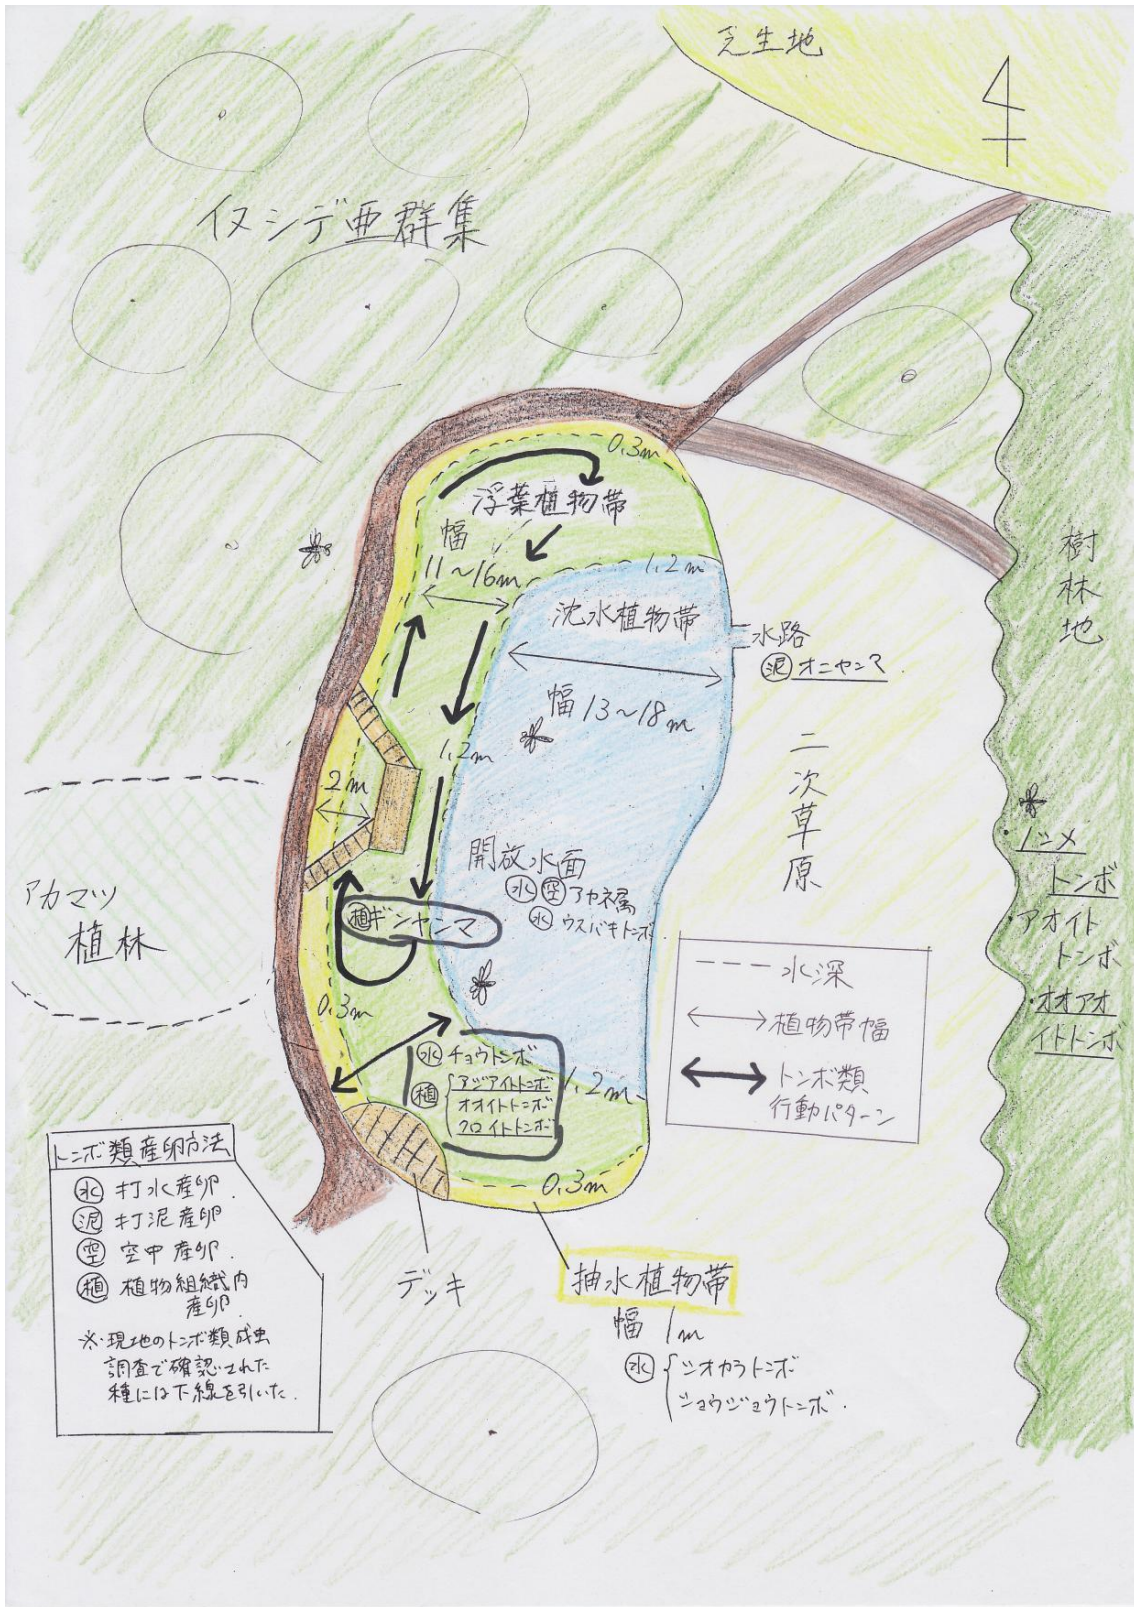 芝生地
イヌシデ亜群集
0.3m
浮葉植物帯
幅
11～16m
1.2m
沈水植物帯
水路
泥 オニヤンマ
樹林地
幅 13～18m
1.2m
2m
二次草原
開放水面
水 空 アカネ属
水 ウスバキトンボ
・ノシメ
トンボ
・アオイト
トンボ
・オオアオ
イトトンボ
アカマツ
植林
植 ギンヤンマ
水深
植物帯幅
トンボ類
行動パターン
0.3m
水 チョウトンボ
植 アジアイトトンボ
オオイトトンボ
クロイトトンボ
1.2m
0.3m
トンボ類産卵方法
水 打水産卵.
泥 打泥産卵
空 空中産卵.
植 植物組織内
産卵.
※現地のトンボ類成虫
調査で確認された
種には下線を引いた.
デッキ
抽水植物帯
幅 1m
水 シオカラトンボ
ショウジョウトンボ.